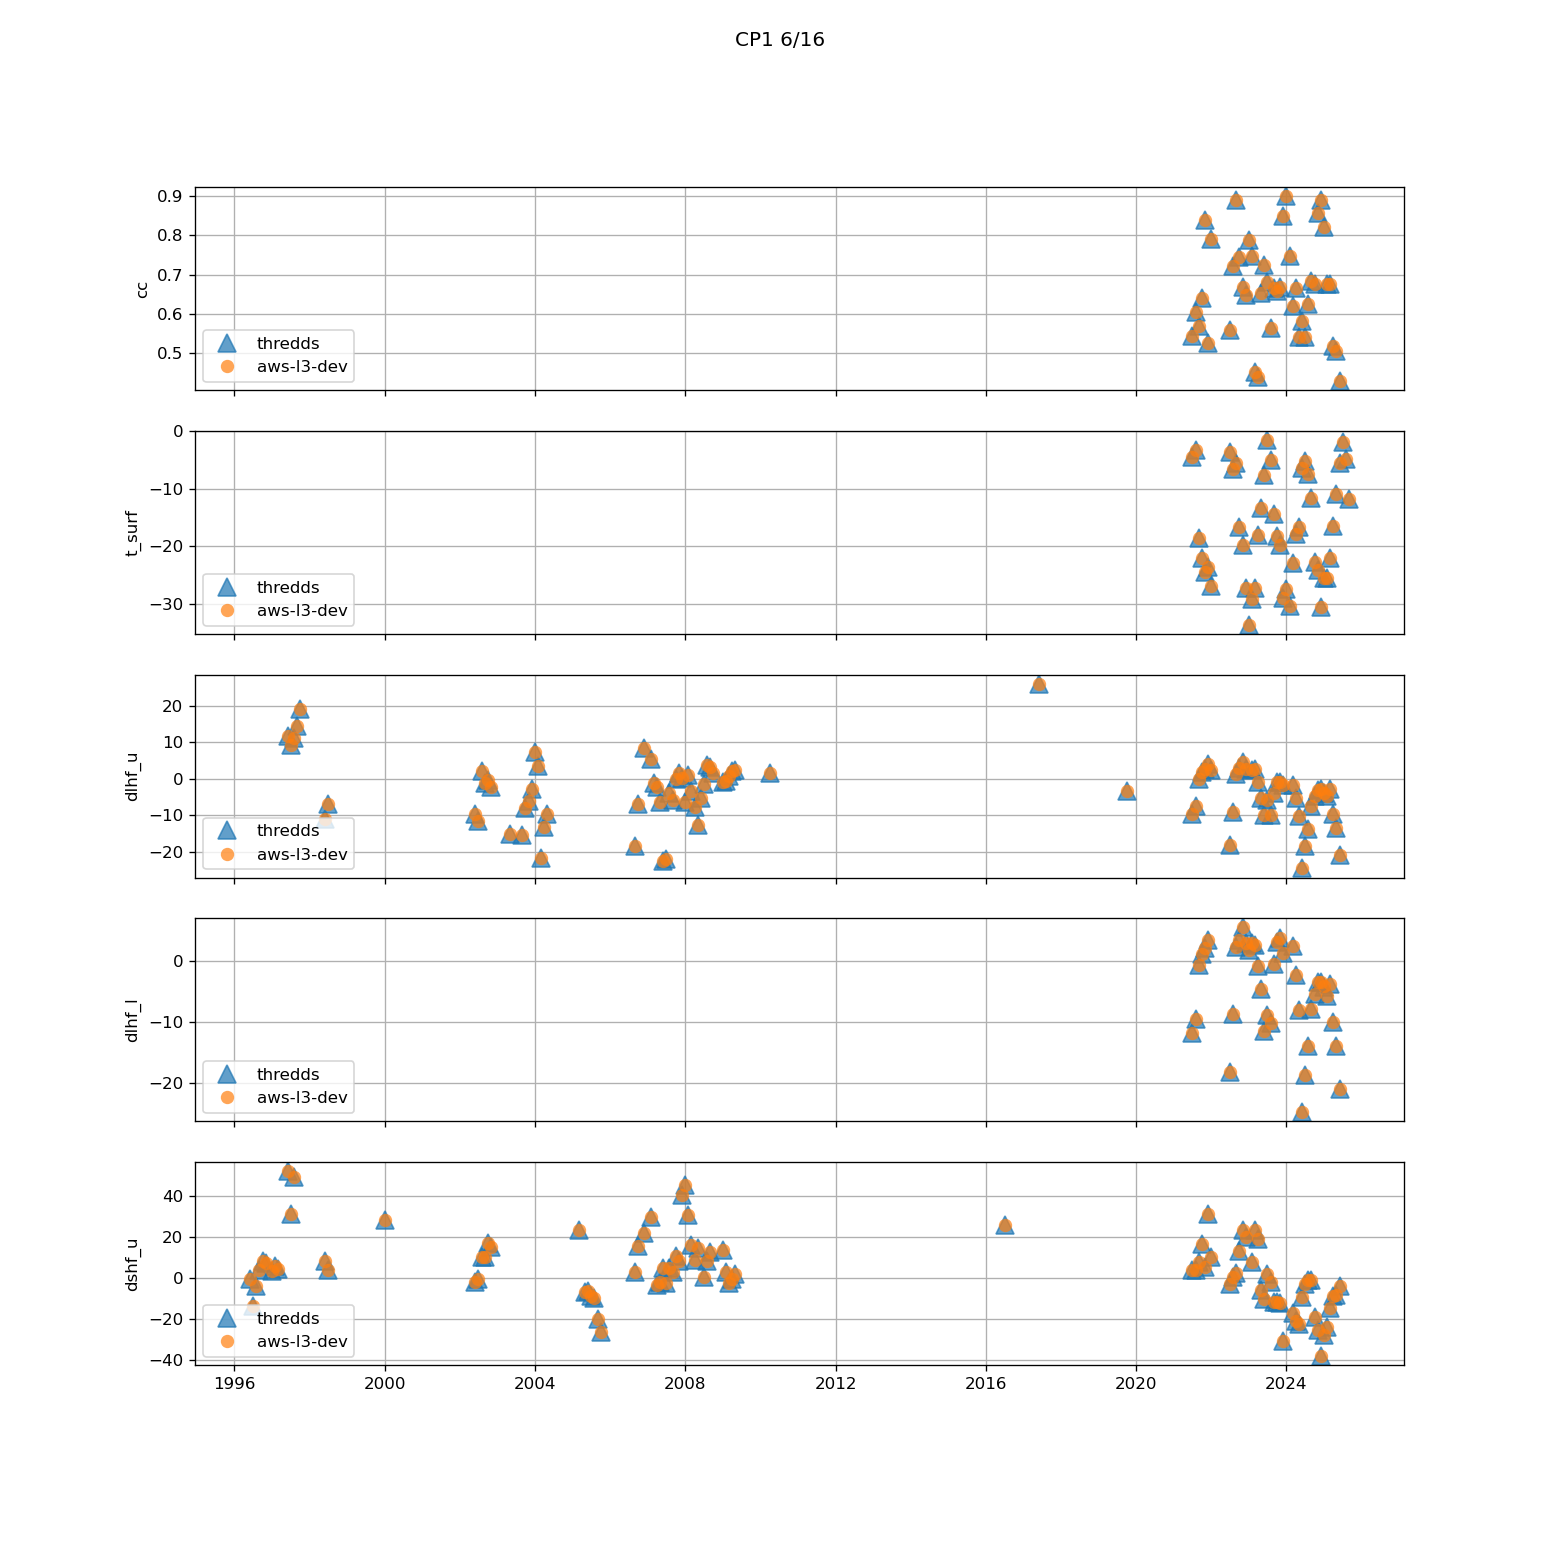 CP1 6/16
0.9
0.8
0.7
0.6
0.5
cc
thredds
aws-l3-dev
0
−10
−20
−30
t_surf
thredds
aws-l3-dev
20
10
0
−10
−20
dlhf_u
thredds
aws-l3-dev
0
−10
−20
dlhf_l
thredds
aws-l3-dev
40
20
0
−20
−40
dshf_u
thredds
aws-l3-dev
1996 2000 2004 2008 2012 2016 2020 2024